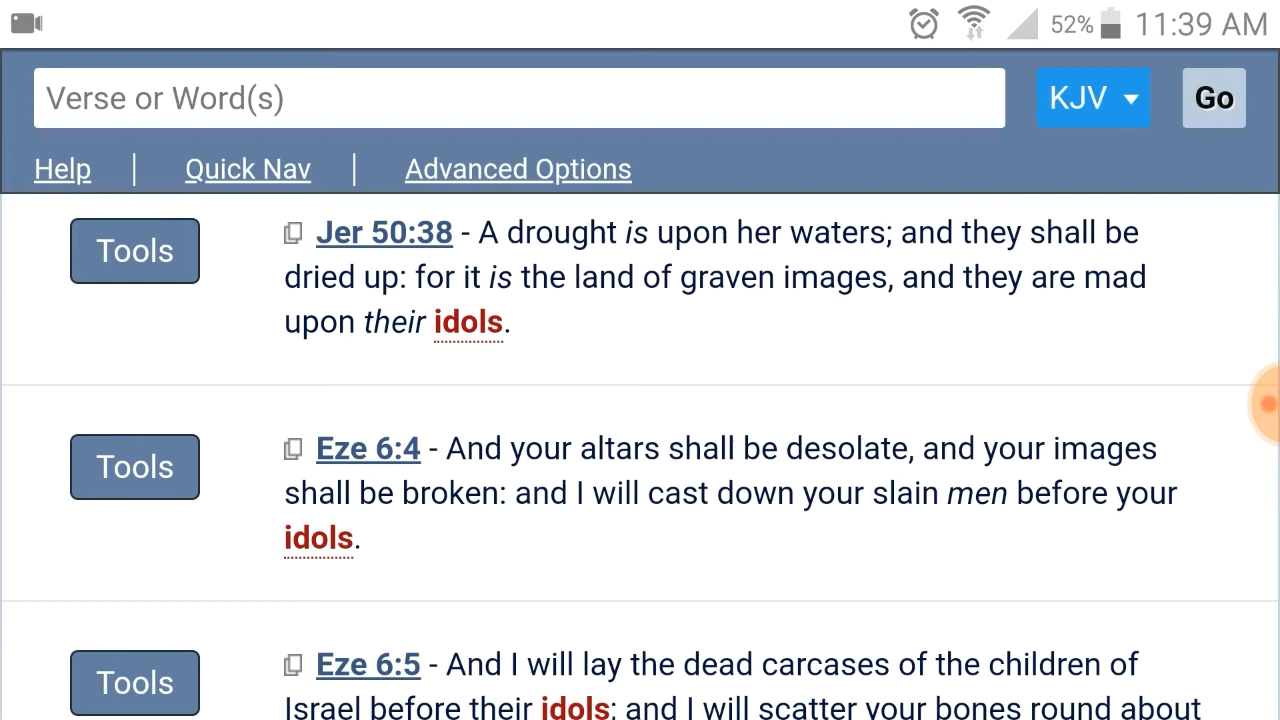 52% 11:39 AM
Verse or Word(s) KJV Go
Help | Quick Nav | Advanced Options
Tools Jer 50:38 - A drought is upon her waters; and they shall be
dried up: for it is the land of graven images, and they are mad
upon their idols.
Tools Eze 6:4 - And your altars shall be desolate, and your images
shall be broken: and I will cast down your slain men before your
idols.
Tools Eze 6:5 - And I will lay the dead carcases of the children of
Israel before their idols; and I will scatter your bones round about